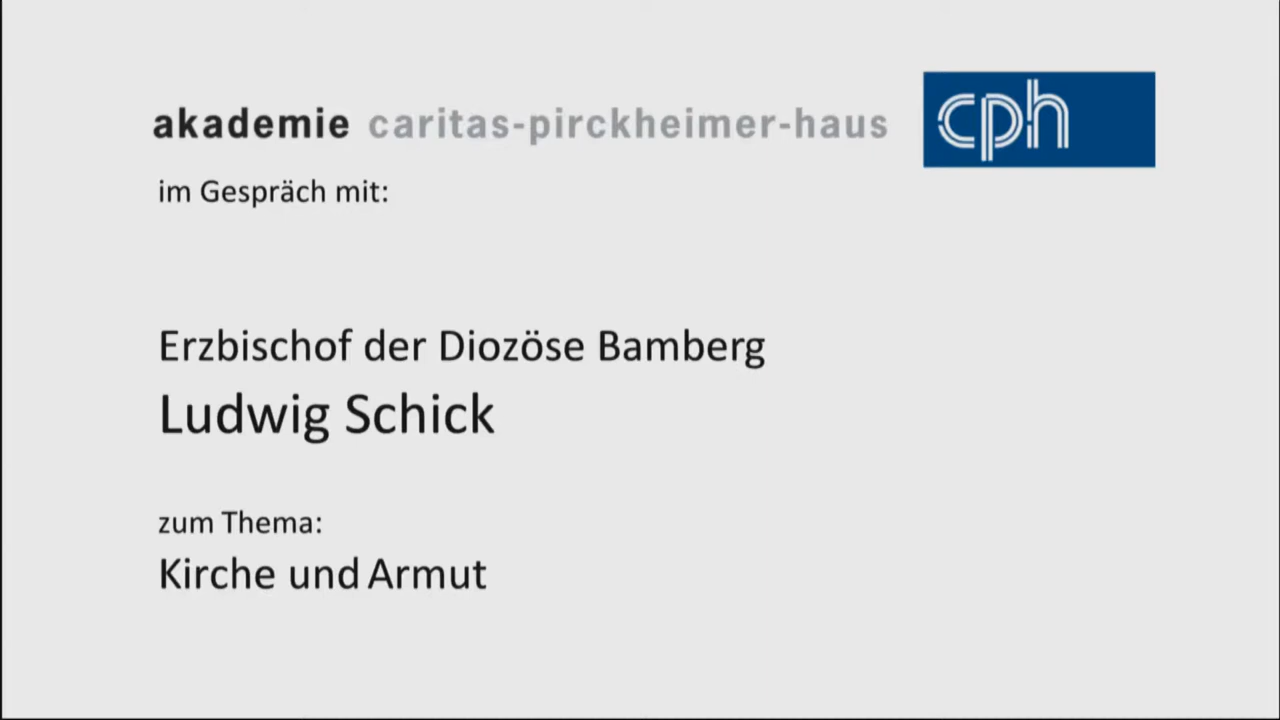 akademie caritas-pirckheimer-haus cph
im Gespräch mit:
Erzbischof der Diozöse Bamberg
Ludwig Schick
zum Thema:
Kirche und Armut